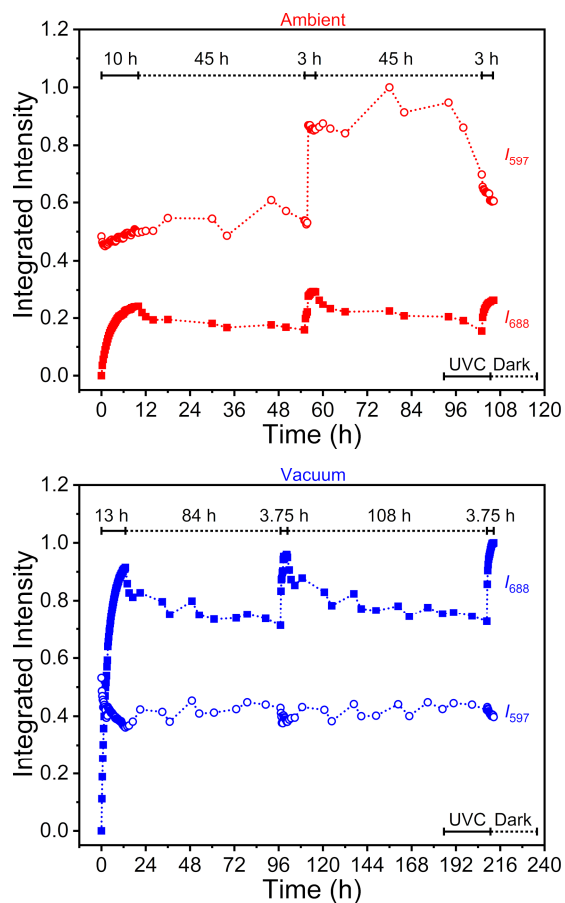 Ambient
10 h 45 h 3 h 45 h 3 h
1.2
1.0
0.8
0.6
0.4
0.2
0.0
Integrated Intensity
I597
I688
UVC Dark
0 12 24 36 48 60 72 84 96 108 120
Time (h)
Vacuum
13 h 84 h 3.75 h 108 h 3.75 h
1.2
1.0
0.8
0.6
0.4
0.2
0.0
Integrated Intensity
I688
I597
UVC Dark
0 24 48 72 96 120 144 168 192 216 240
Time (h)